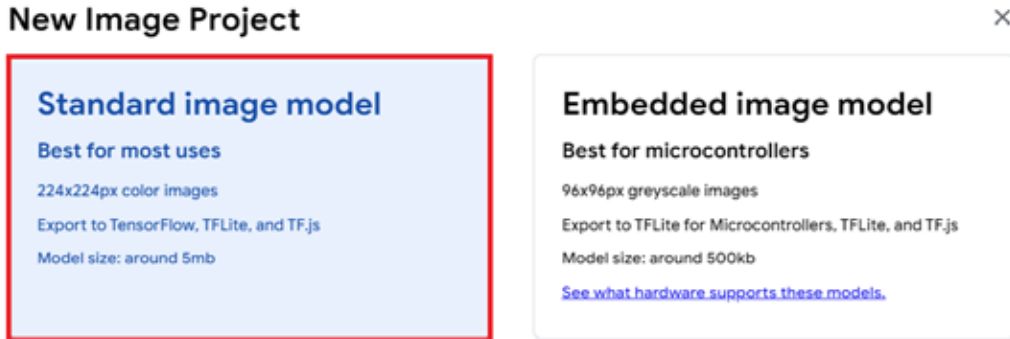 New Image Project
Standard image model
Best for most uses
224x224px color images
Export to TensorFlow, TFLite, and TF.js
Model size: around 5mb
Embedded image model
Best for microcontrollers
96x96px greyscale images
Export to TFLite for Microcontrollers, TFLite, and TF.js
Model size: around 500kb
See what hardware supports these models.